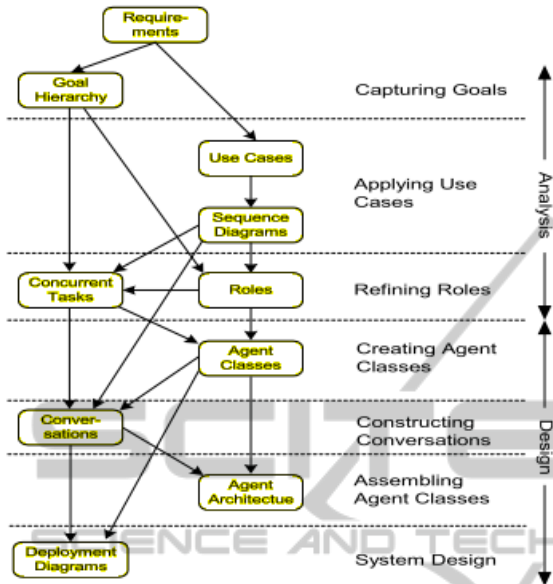 Require-
ments
Goal
Hierarchy
Capturing Goals
Use Cases
Applying Use
Cases
Sequence
Diagrams
Analysis
Concurrent
Tasks
Roles
Refining Roles
Agent
Classes
Creating Agent
Classes
Conver-
sations
Constructing
Conversations
Design
Agent
Architectue
Assembling
Agent Classes
Deployment
Diagrams
System Design
SCITE
SCIENCE AND TECH